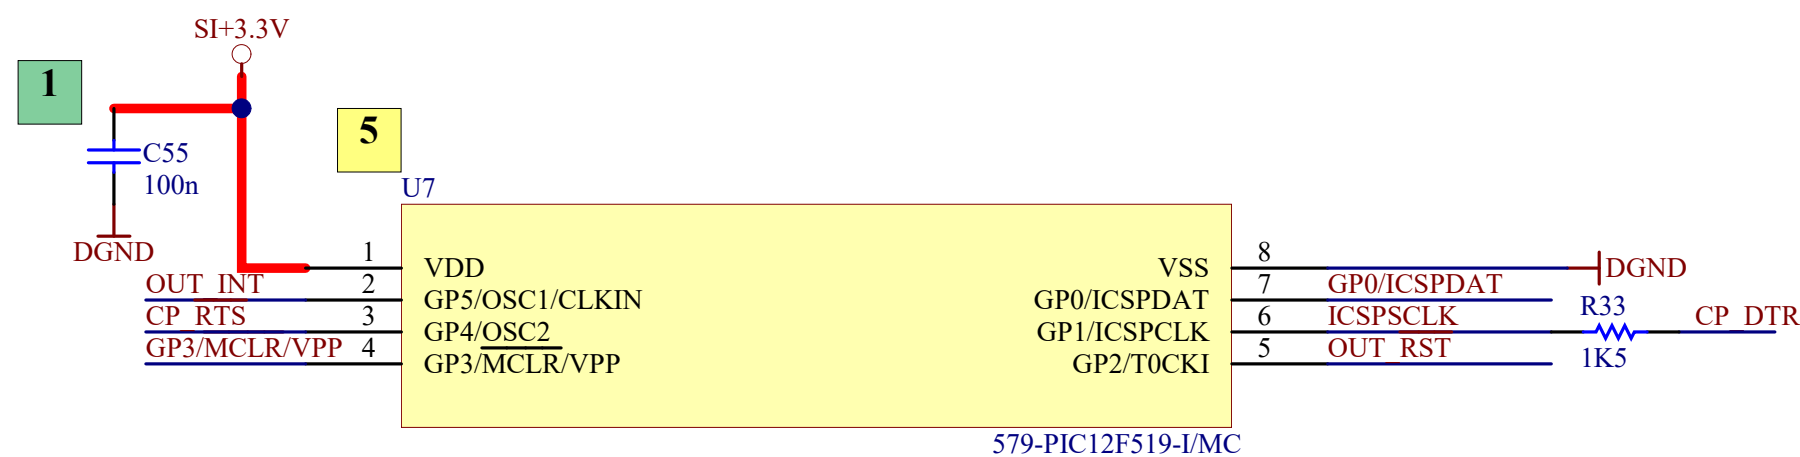 SI+3.3V
1
5
C55
100n
U7
DGND
1
VDD
VSS
8
DGND
OUT_INT
2
GP5/OSC1/CLKIN
GP0/ICSPDAT
7
GP0/ICSPDAT
CP_RTS
3
GP4/OSC2
GP1/ICSPCLK
6
ICSPSCLK
R33
1K5
CP_DTR
GP3/MCLR/VPP
4
GP3/MCLR/VPP
GP2/T0CKI
5
OUT_RST
579-PIC12F519-I/MC